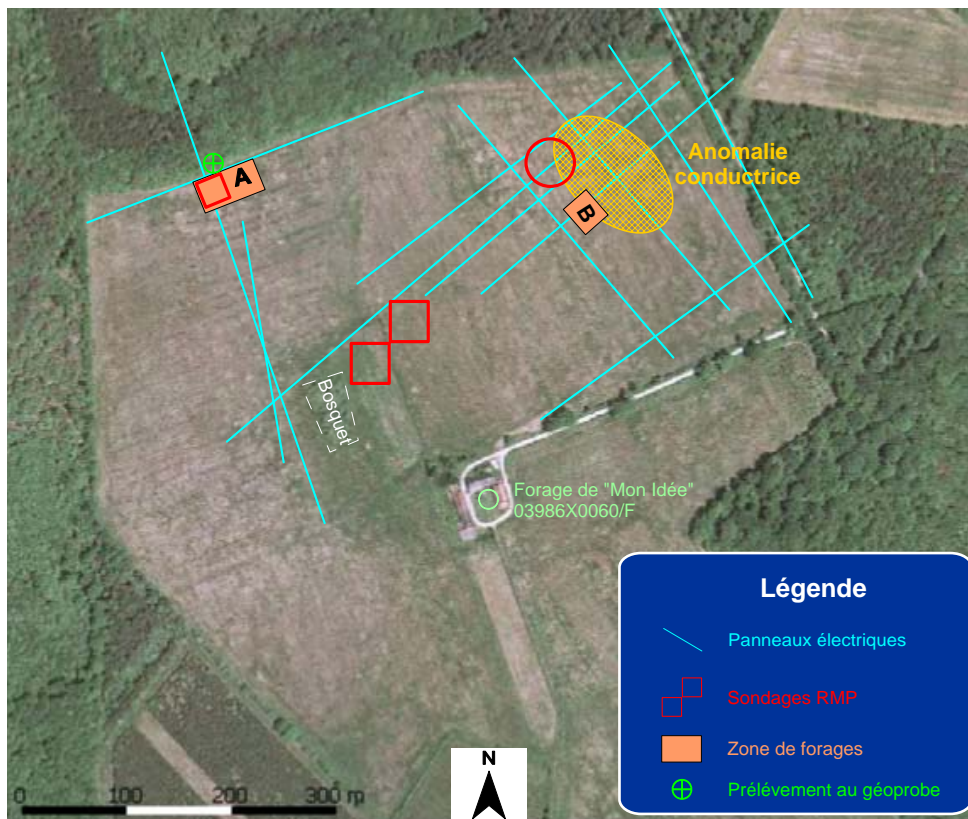 Anomalie
conductrice
A
B
Bosquet
Forage de "Mon Idée"
03986X0060/F
Légende
Panneaux électriques
Sondages RMP
Zone de forages
Prélévement au géoprobe
N
0 100 200 300 m